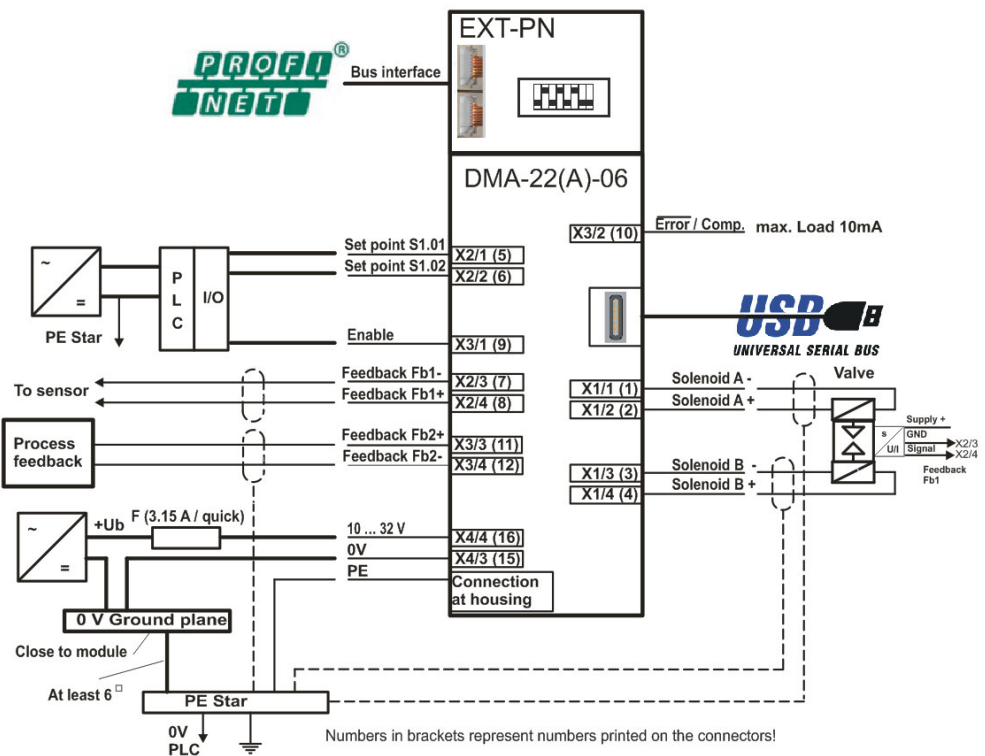 EXT-PN
PROFI
NET
®
Bus interface
DMA-22(A)-06
X3/2 (10)
Error / Comp.
max. Load 10mA
~
=
PE Star
P
L
C
I/O
Set point S1.01
X2/1 (5)
Set point S1.02
X2/2 (6)
Enable
X3/1 (9)
USB
UNIVERSAL SERIAL BUS
To sensor
Feedback Fb1-
X2/3 (7)
Feedback Fb1+
X2/4 (8)
X1/1 (1)
Solenoid A -
X1/2 (2)
Solenoid A +
Valve
Process
feedback
Feedback Fb2+
X3/3 (11)
Feedback Fb2-
X3/4 (12)
X1/3 (3)
Solenoid B -
X1/4 (4)
Solenoid B +
s
U/I
Supply +
GND
Signal
X2/3
X2/4
Feedback
Fb1
~
=
+Ub
F (3.15 A / quick)
10 ... 32 V
X4/4 (16)
0V
X4/3 (15)
PE
Connection
at housing
0 V Ground plane
Close to module
At least 6 □
PE Star
0V
PLC
Numbers in brackets represent numbers printed on the connectors!